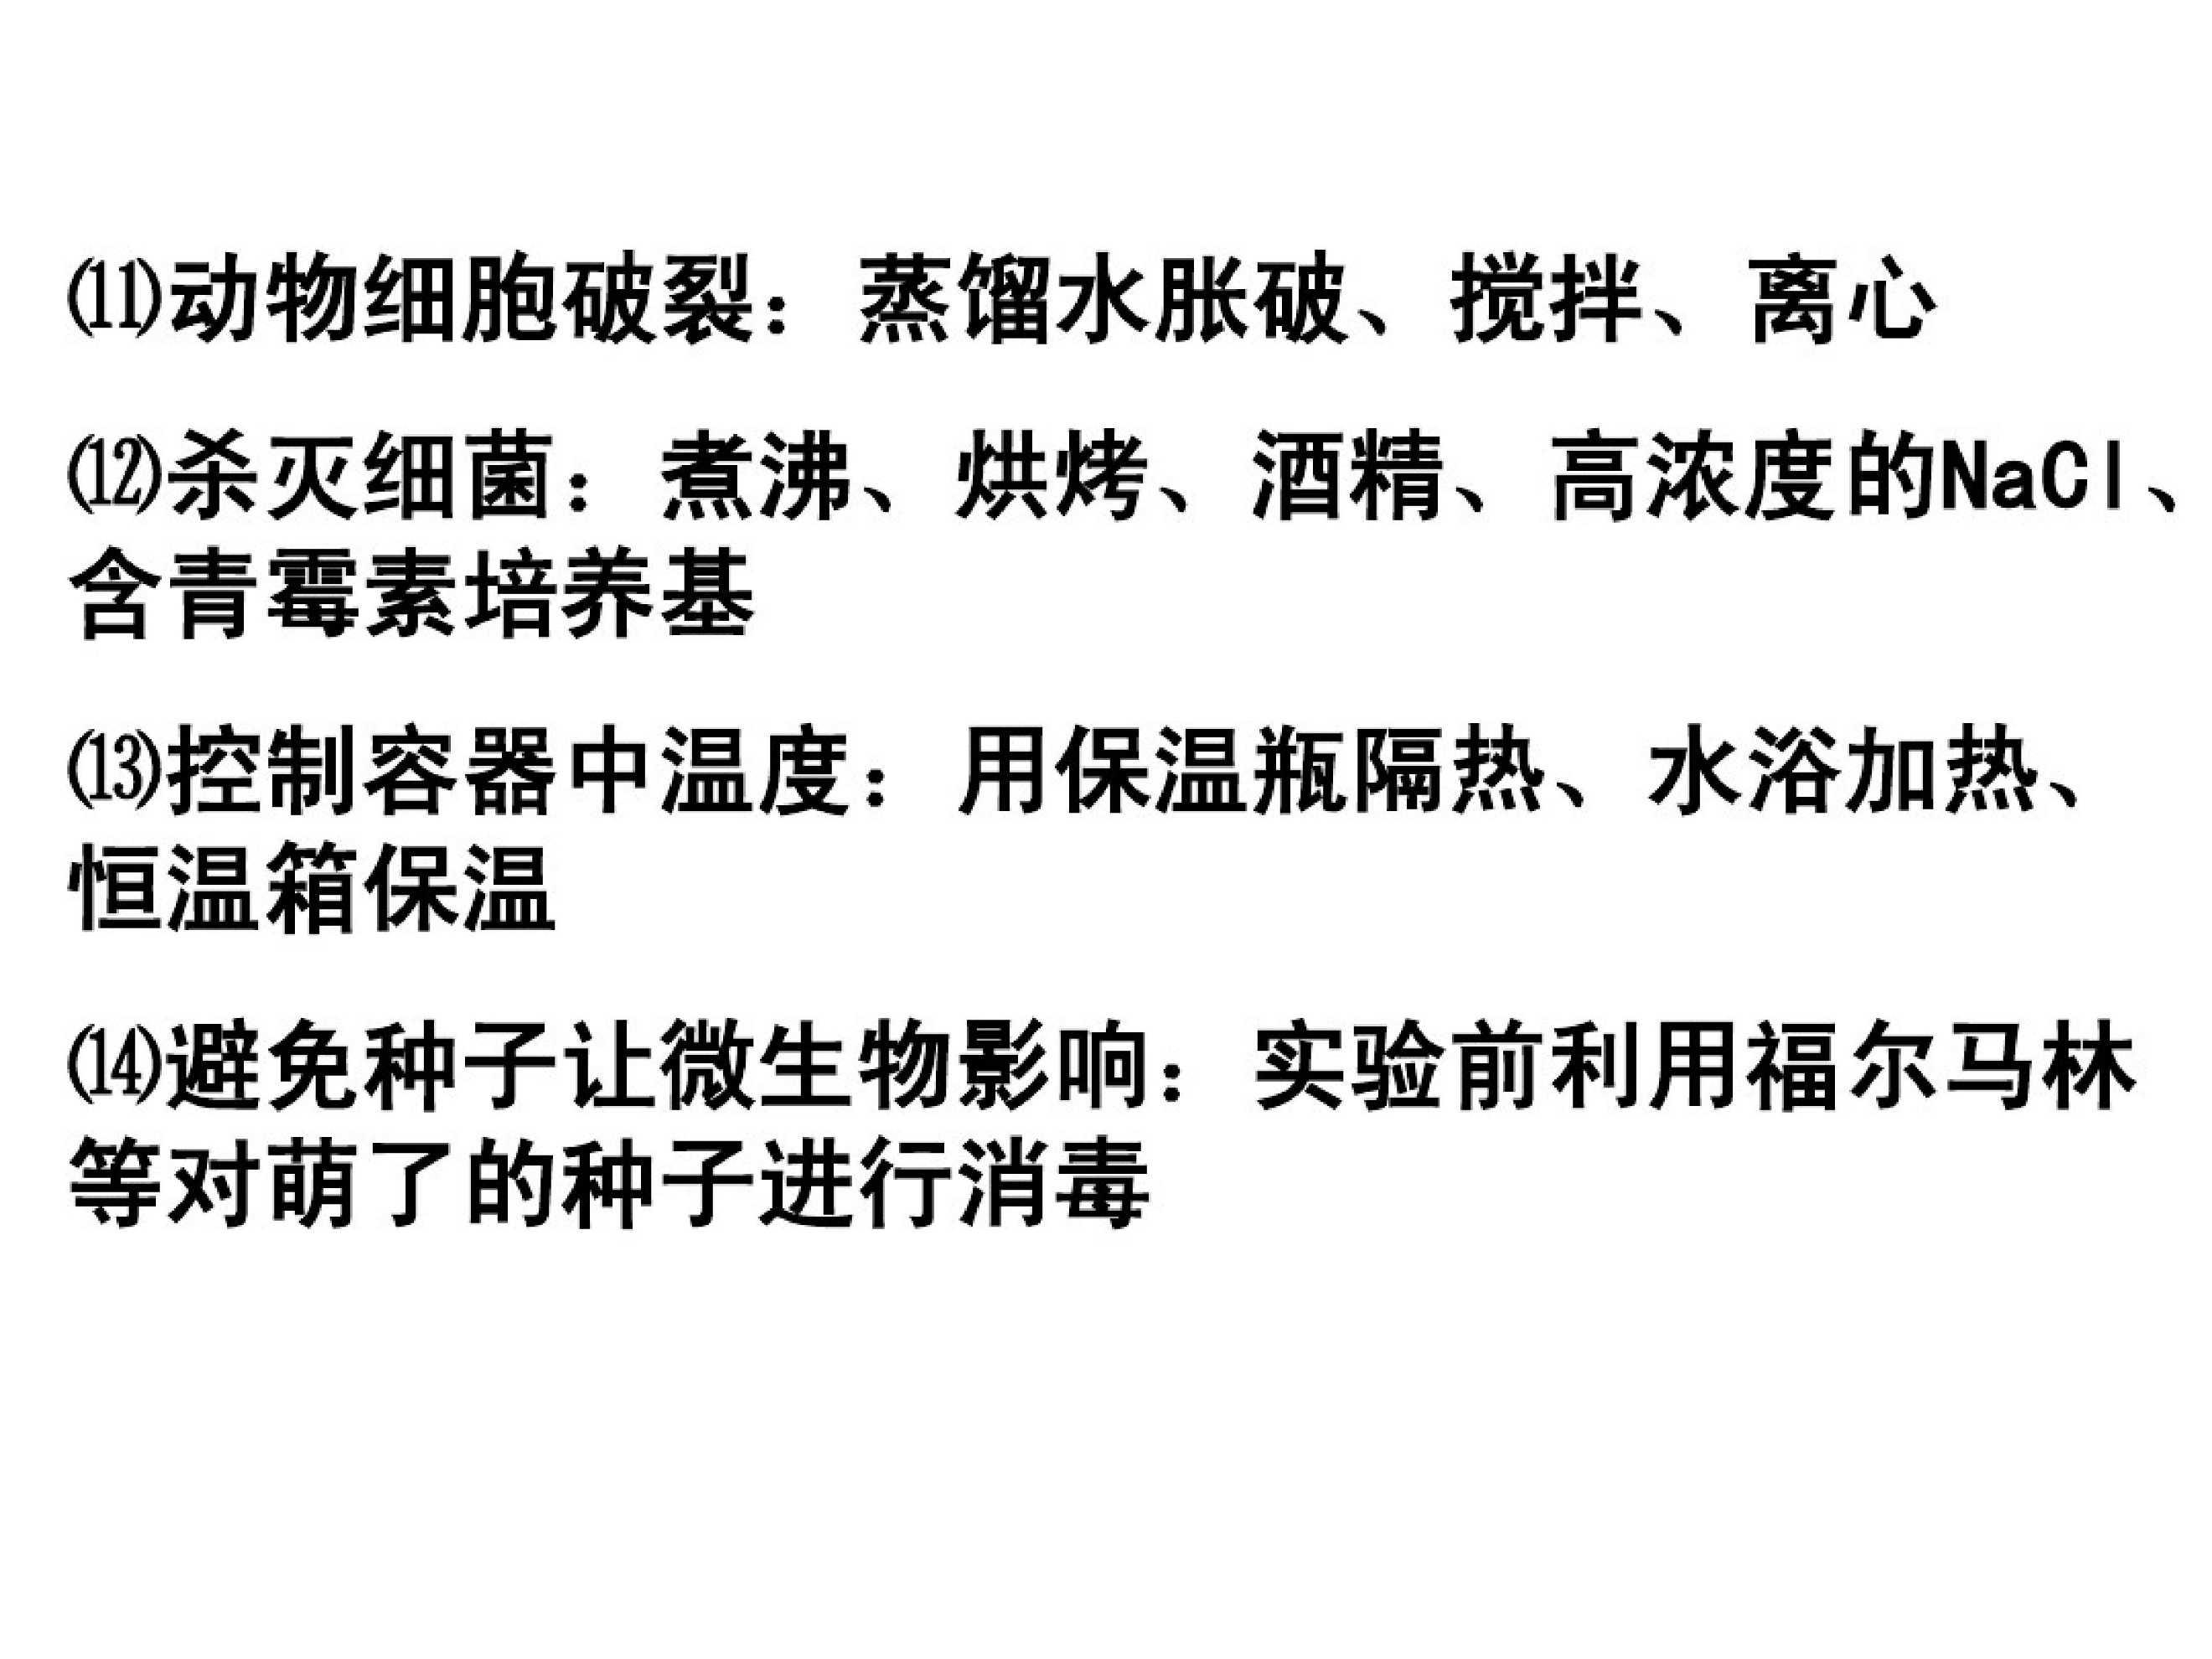 ⑾动物细胞破裂：蒸馏水胀破、搅拌、离心
⑿杀灭细菌：煮沸、烘烤、酒精、高浓度的NaCl、
含青霉素培养基
⒀控制容器中温度：用保温瓶隔热、水浴加热、
恒温箱保温
⒁避免种子让微生物影响：实验前利用福尔马林
等对萌了的种子进行消毒